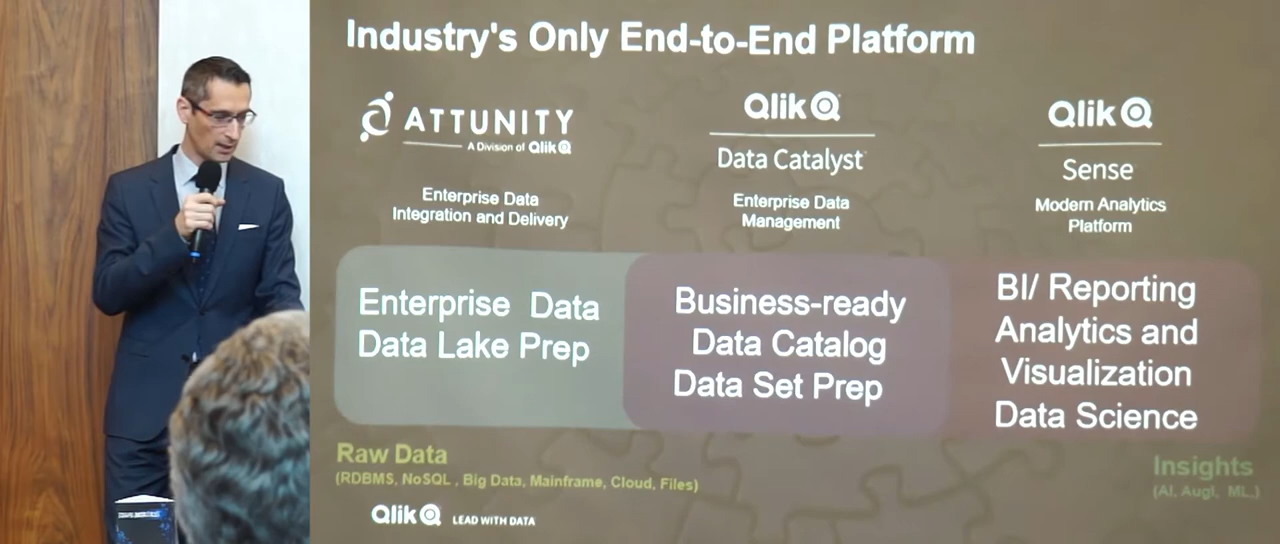 Industry's Only End-to-End Platform
ATTUNITY
A Division of Qlik
Enterprise Data
Integration and Delivery
Qlik
Data Catalyst
Enterprise Data
Management
Qlik
Sense
Modern Analytics
Platform
Enterprise Data
Data Lake Prep
Business-ready
Data Catalog
Data Set Prep
BI/ Reporting
Analytics and
Visualization
Data Science
Raw Data
(RDBMS, NoSQL , Big Data, Mainframe, Cloud, Files)
Insights
(AI, Augl, ML,)
Qlik LEAD WITH DATA